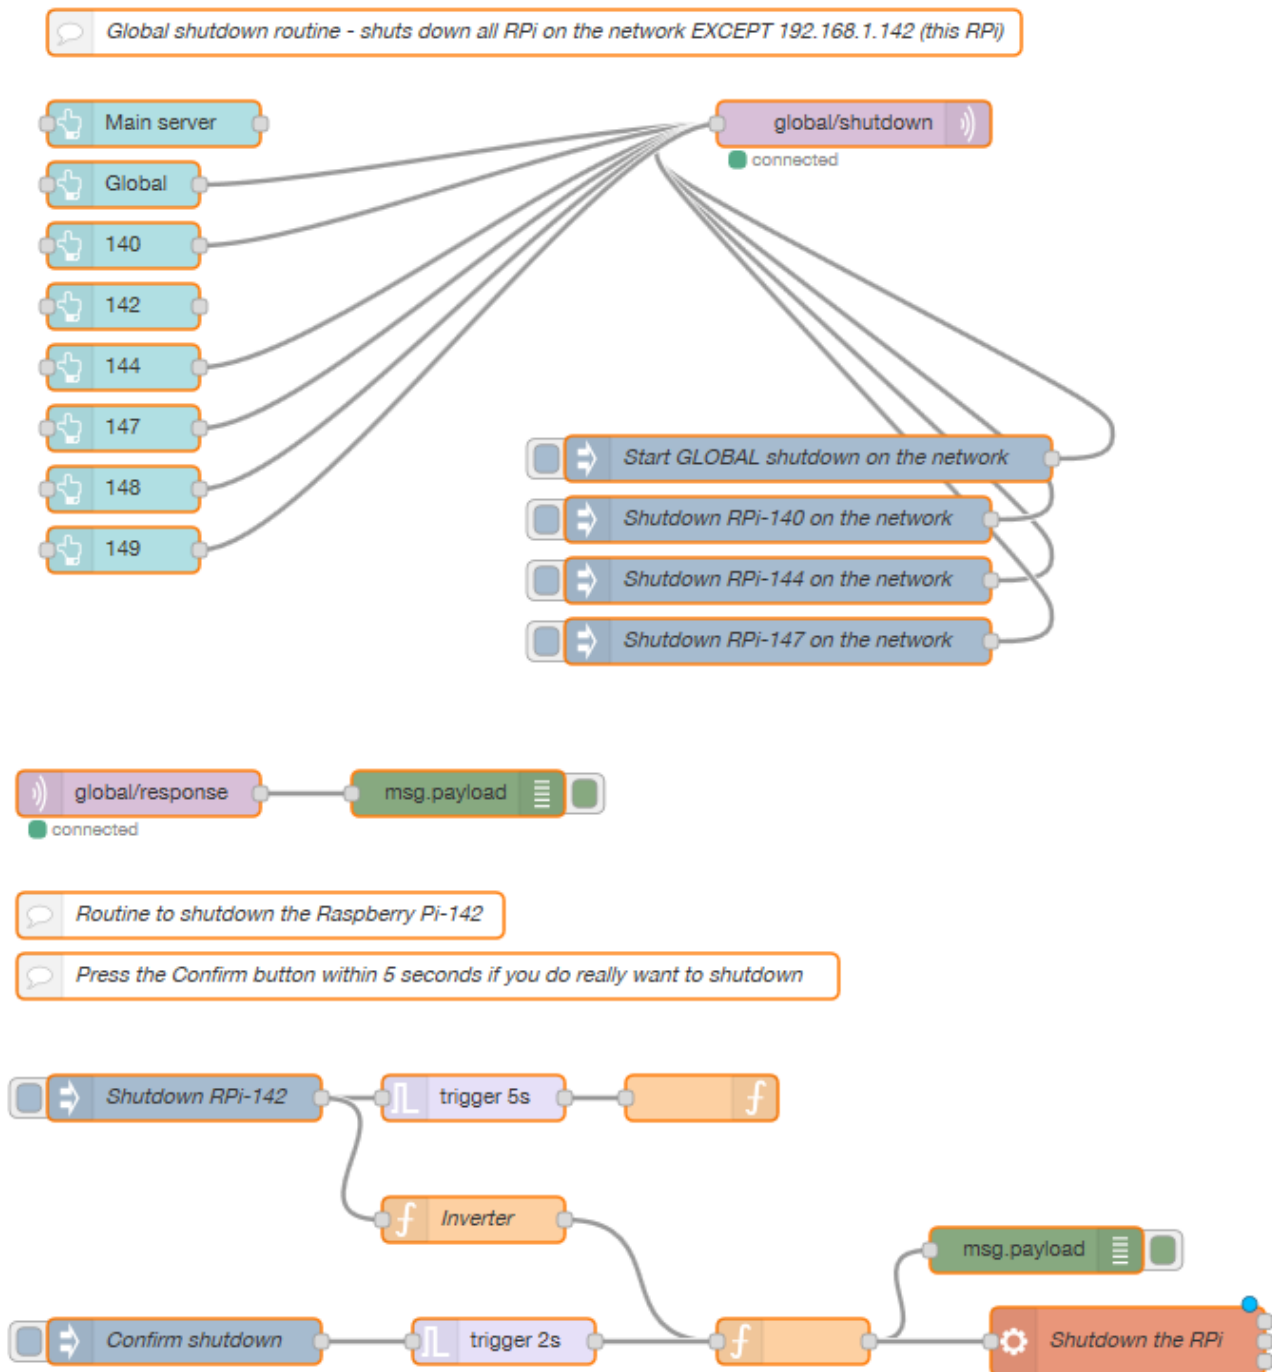 Global shutdown routine - shuts down all RPi on the network EXCEPT 192.168.1.142 (this RPi)
Main server
global/shutdown
connected
Global
140
142
144
147
148
149
Start GLOBAL shutdown on the network
Shutdown RPi-140 on the network
Shutdown RPi-144 on the network
Shutdown RPi-147 on the network
global/response
msg.payload
connected
Routine to shutdown the Raspberry Pi-142
Press the Confirm button within 5 seconds if you do really want to shutdown
Shutdown RPi-142
trigger 5s
Inverter
msg.payload
Confirm shutdown
trigger 2s
Shutdown the RPi